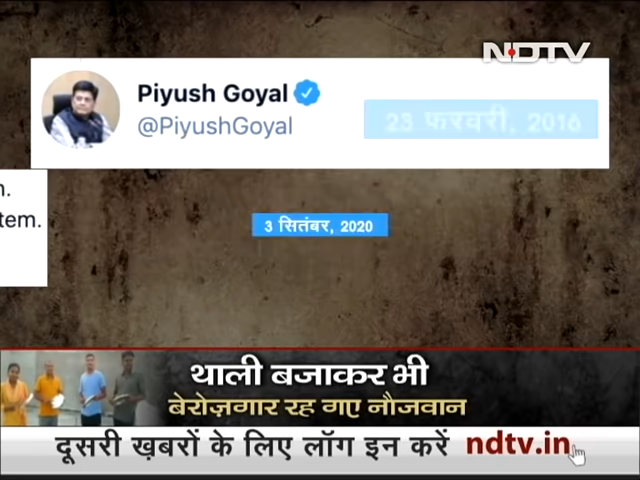 NDTV
Piyush Goyal
@PiyushGoyal
23 फरवरी, 2016
n.
tem.
3 सितंबर, 2020
थाली बजाकर भी
बेरोज़गार रह गए नौजवान
दूसरी ख़बरों के लिए लॉग इन करें ndtv.in